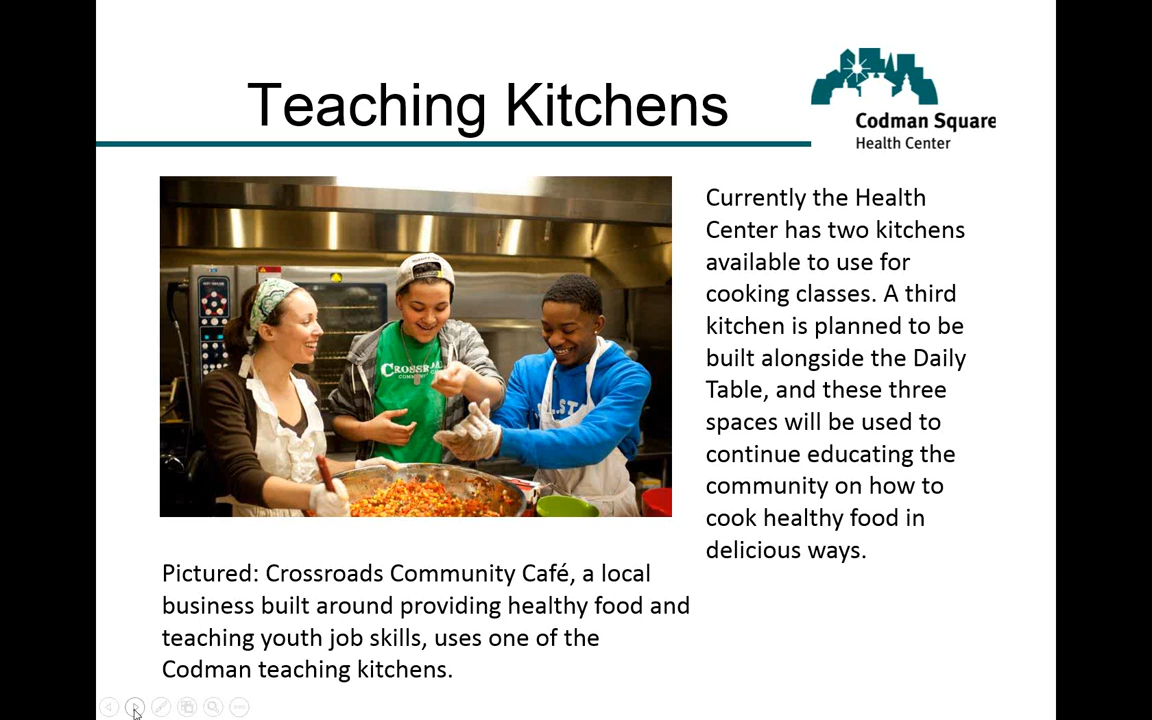 Teaching Kitchens
Codman Square
Health Center
Currently the Health
Center has two kitchens
available to use for
cooking classes. A third
kitchen is planned to be
built alongside the Daily
Table, and these three
spaces will be used to
continue educating the
community on how to
cook healthy food in
delicious ways.
Pictured: Crossroads Community Café, a local
business built around providing healthy food and
teaching youth job skills, uses one of the
Codman teaching kitchens.